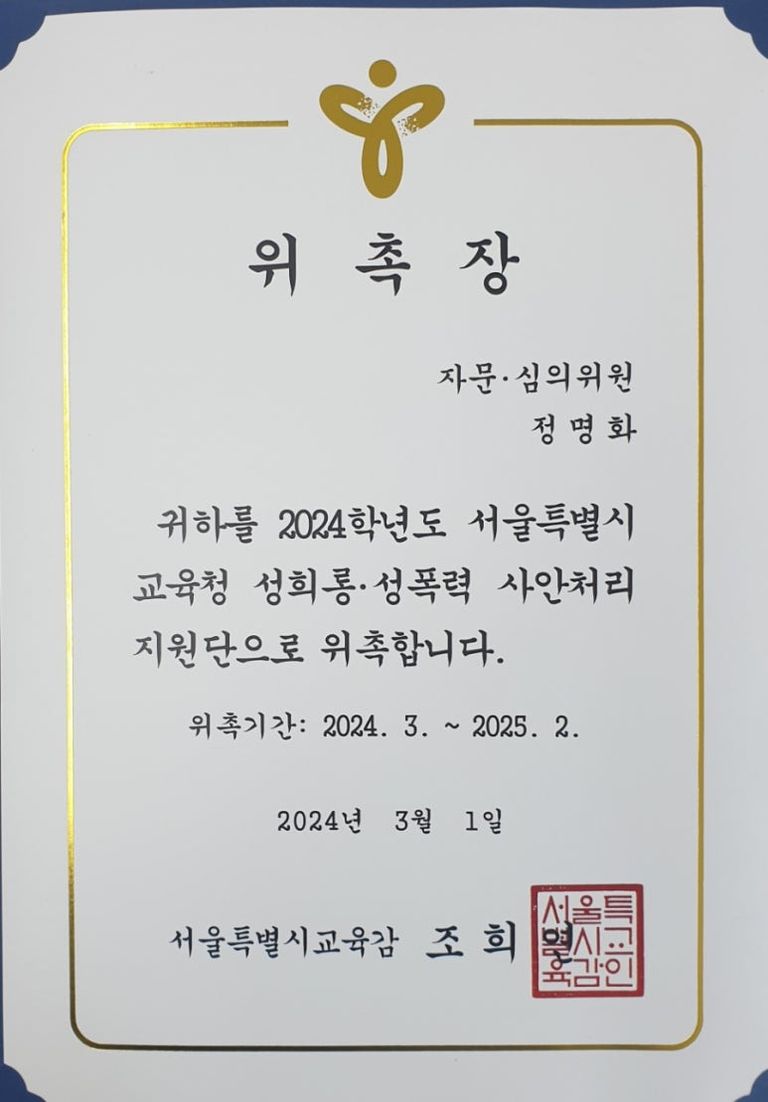 위 촉 장
자문·심의위원
정 명 화
귀하를 2024학년도 서울특별시
교육청 성희롱·성폭력 사안처리
지원단으로 위촉합니다.
위촉기간: 2024. 3. ~ 2025. 2.
2024년 3월 1일
서울특별시교육감 조 희 연
서울특
별시교
육감인